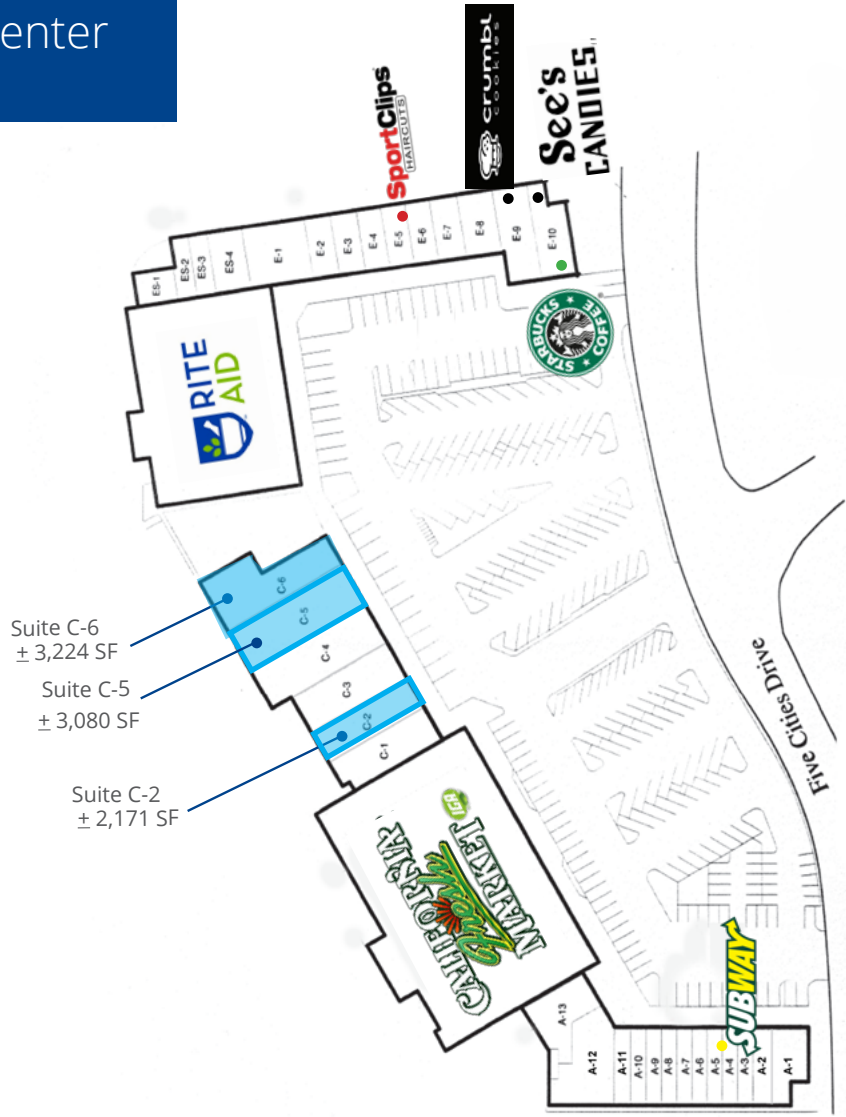 enter
SportClips
HAIRCUTS
crumbl
cookies
See's
CANDIES
ES-1
ES-2
ES-3
ES-4
E-1
E-2
E-3
E-4
E-5
E-6
E-7
E-8
E-9
E-10
STARBUCKS
COFFEE
RITE
AID
C-6
C-5
C-4
C-3
C-2
C-1
Suite C-6
± 3,224 SF
Suite C-5
± 3,080 SF
Suite C-2
± 2,171 SF
Five Cities Drive
CALIFORNIA
Fresh
MARKET
IGA
SUBWAY
A-13
A-12
A-11
A-10
A-9
A-8
A-7
A-6
A-5
A-4
A-3
A-2
A-1